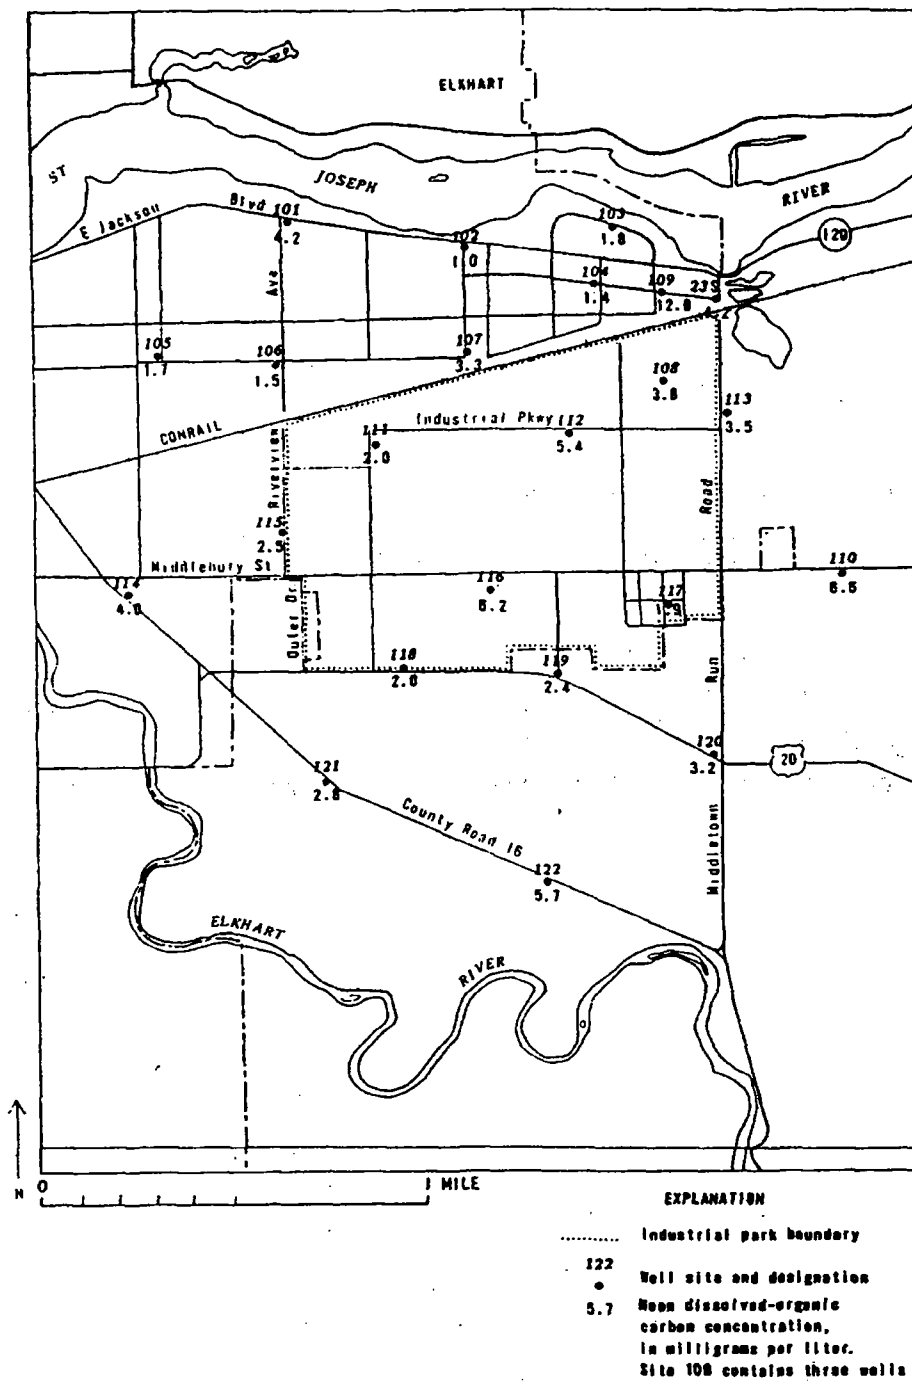 ELKHART
ST JOSEPH RIVER
E Jackson Blvd
101
4.2
102
1.0
103
1.8
120
104
1.4
109
12.8
23S
4.2
Ave
105
1.7
106
1.5
107
3.3
108
3.8
113
3.5
CONRAIL
Riverview
111
2.0
Industrial Pkwy
112
5.4
Road
115
2.5
Middlebury St
114
4.0
Outer Dr
116
117
1.9
110
118
2.0
119
2.4
Run
120
3.2
20
121
2.8
County Road 16
Middletown
122
5.7
ELKHART
RIVER
N
0
1 MILE
EXPLANATION
Industrial park boundary
122
Well site and designation
5.7
Mean dissolved-organic
carbon concentration,
in milligrams per liter.
Site 108 contains three wells